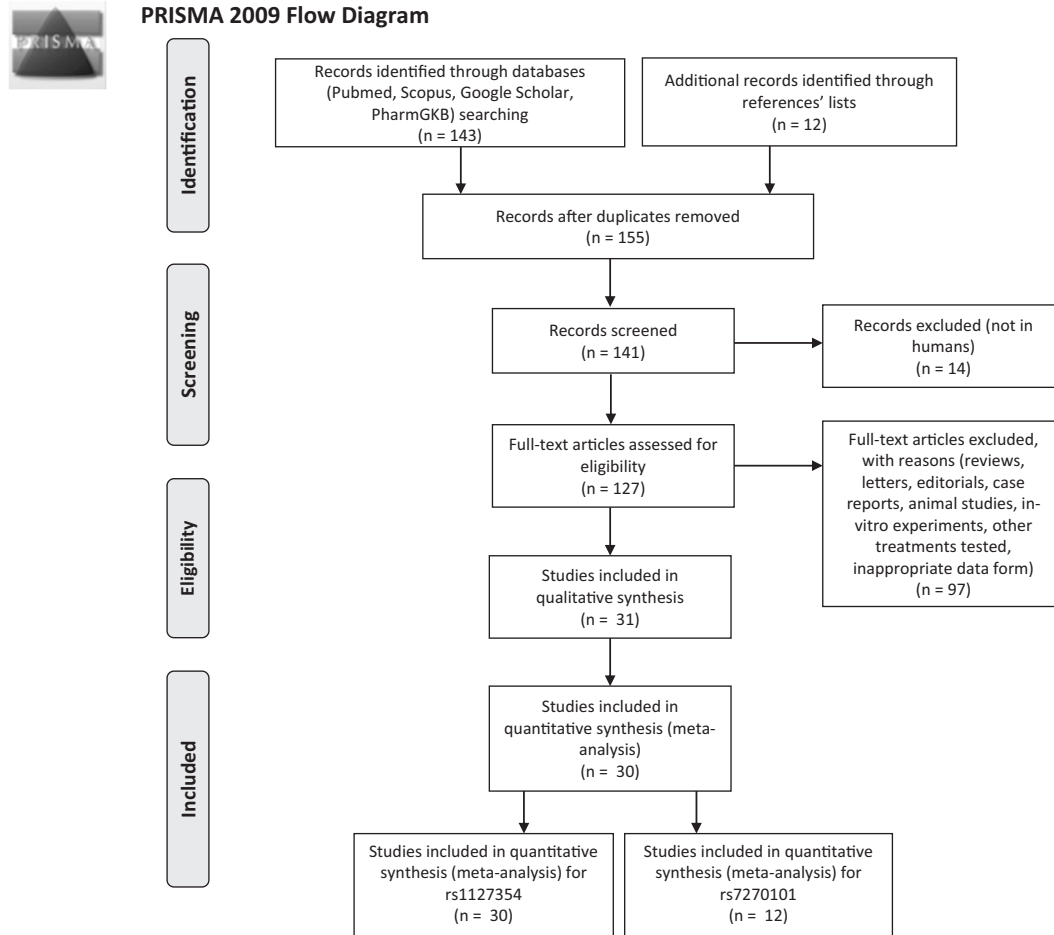 PRISMA 2009 Flow Diagram
PRISMA
Identification
Records identified through databases
(Pubmed, Scopus, Google Scholar,
PharmGKB) searching
(n = 143)
Additional records identified through
references’ lists
(n = 12)
Records after duplicates removed
(n = 155)
Screening
Records screened
(n = 141)
Records excluded (not in
humans)
(n = 14)
Eligibility
Full-text articles assessed for
eligibility
(n = 127)
Full-text articles excluded,
with reasons (reviews,
letters, editorials, case
reports, animal studies, in-
vitro experiments, other
treatments tested,
inappropriate data form)
(n = 97)
Studies included in
qualitative synthesis
(n = 31)
Included
Studies included in
quantitative synthesis (meta-
analysis)
(n = 30)
Studies included in quantitative
synthesis (meta-analysis) for
rs1127354
(n = 30)
Studies included in quantitative
synthesis (meta-analysis) for
rs7270101
(n = 12)